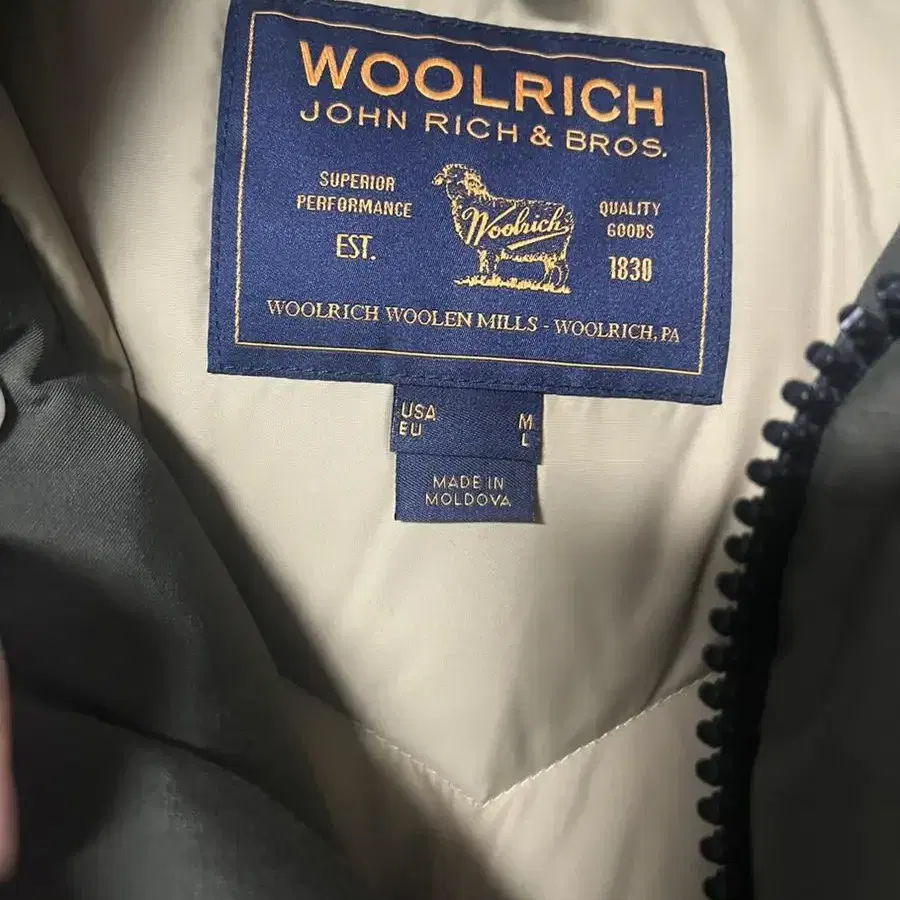 WOOLRICH
JOHN RICH & BROS.
SUPERIOR
PERFORMANCE
EST.
Woolrich
QUALITY
GOODS
1830
WOOLRICH WOOLEN MILLS - WOOLRICH, PA
USA M
EU L
MADE IN
MOLDOVA